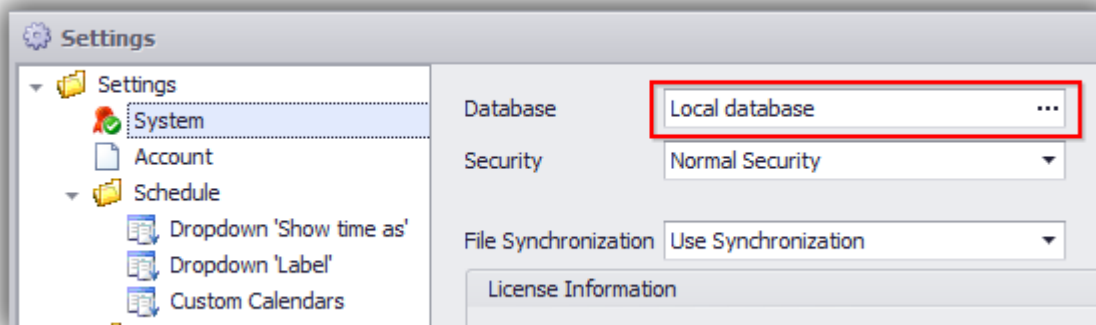 Settings
Settings
System
Account
Schedule
Dropdown 'Show time as'
Dropdown 'Label'
Custom Calendars
Database
Local database
...
Security
Normal Security
File Synchronization
Use Synchronization
License Information